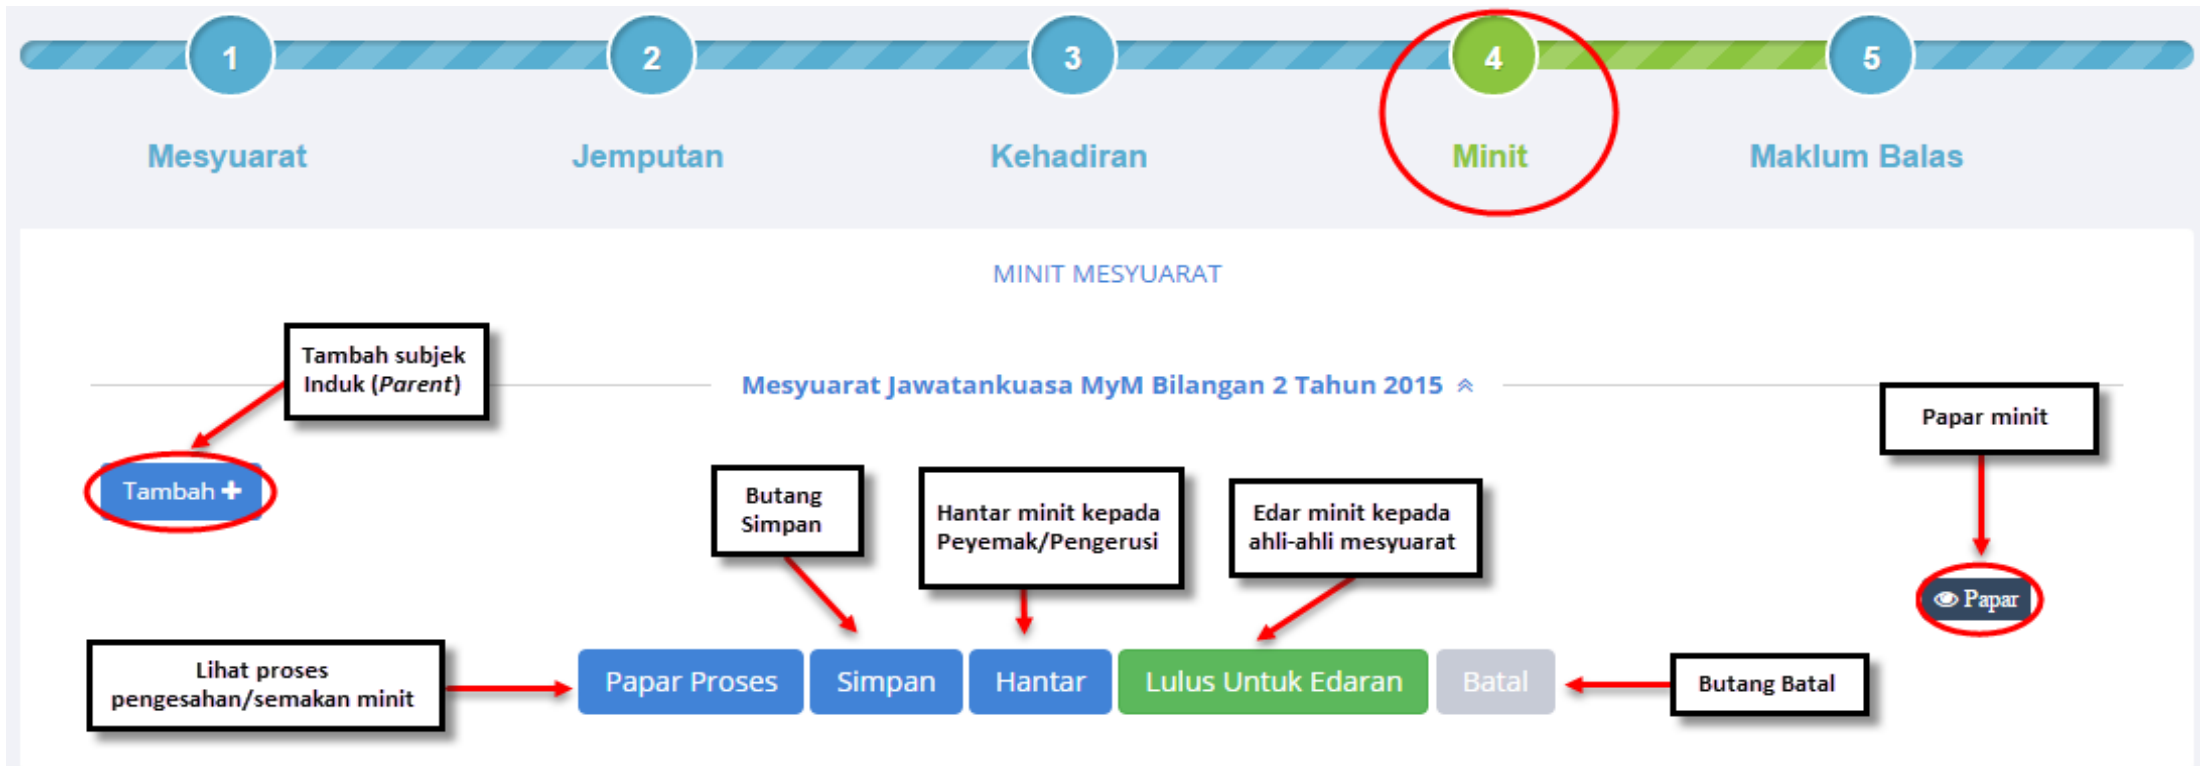 1
2
3
4
5
Mesyuarat
Jemputan
Kehadiran
Minit
Maklum Balas
MINIT MESYUARAT
Tambah subjek
Induk (Parent)
Mesyuarat Jawatankuasa MyM Bilangan 2 Tahun 2015
Papar minit
Tambah +
Butang
Simpan
Hantar minit kepada
Peyemak/Pengerusi
Edar minit kepada
ahli-ahli mesyuarat
Papar
Lihat proses
pengesahan/semakan minit
Papar Proses
Simpan
Hantar
Lulus Untuk Edaran
Batal
Butang Batal